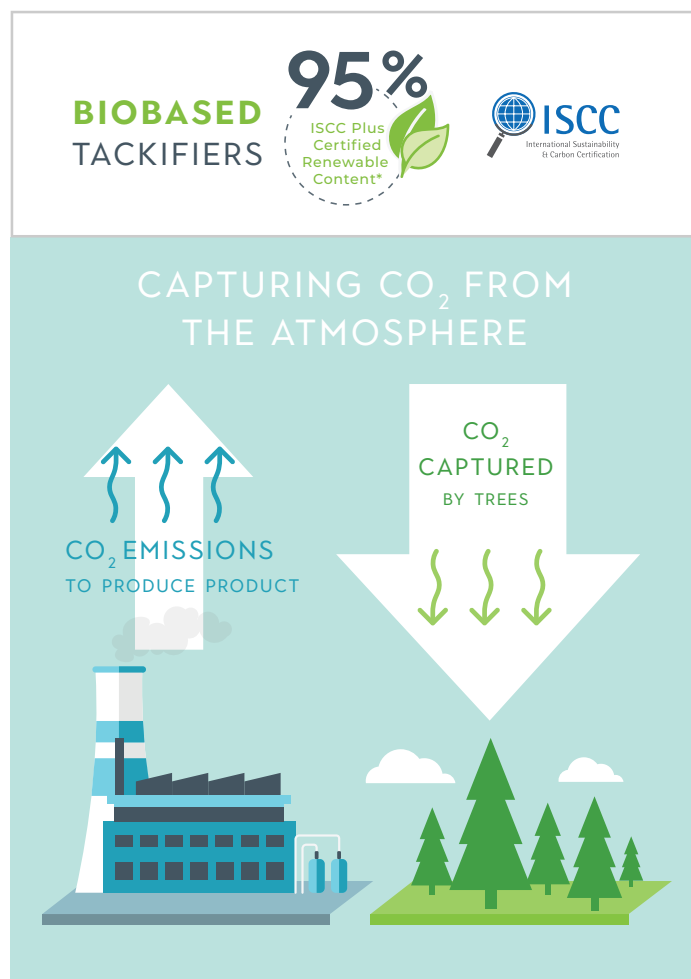 BIOBASED
TACKIFIERS
95%
ISCC Plus
Certified
Renewable
Content*
ISCC
International Sustainability
& Carbon Certification
CAPTURING CO₂ FROM
THE ATMOSPHERE
CO₂ EMISSIONS
TO PRODUCE PRODUCT
CO₂
CAPTURED
BY TREES